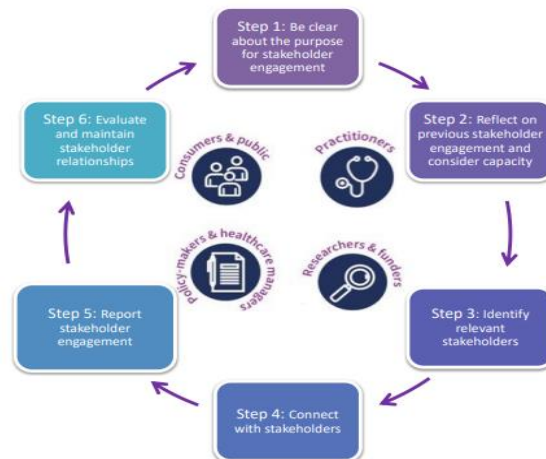 Step 1: Be clear
about the purpose
for stakeholder
engagement
Step 2: Reflect on
previous stakeholder
engagement and
consider capacity
Step 3: Identify
relevant
stakeholders
Step 4: Connect
with stakeholders
Step 5: Report
stakeholder
engagement
Step 6: Evaluate
and maintain
stakeholder
relationships
Consumers & public
Practitioners
Policy-makers & healthcare managers
Researchers & funders